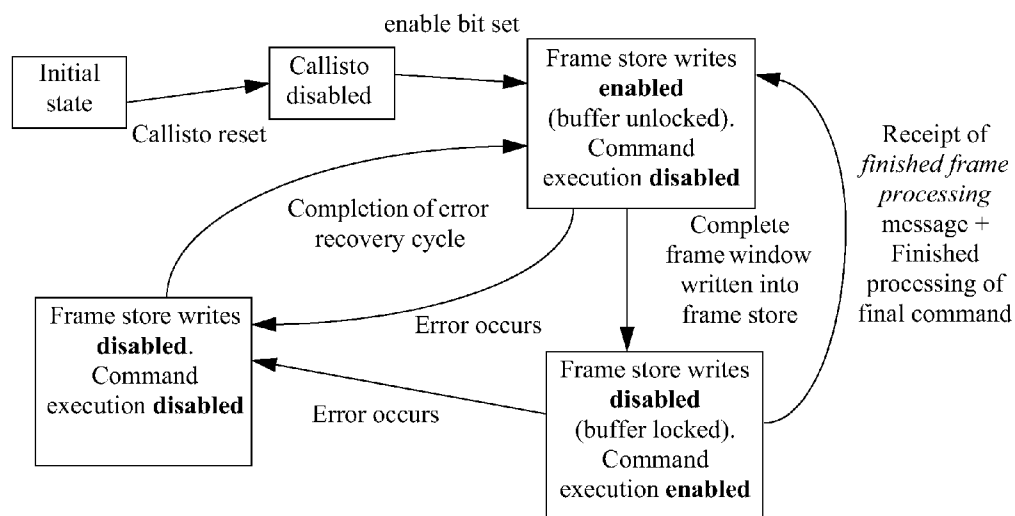 enable bit set
Initial
state
Callisto
disabled
Callisto reset
Frame store writes
enabled
(buffer unlocked).
Command
execution disabled
Receipt of
finished frame
processing
message +
Finished
processing of
final command
Completion of error
recovery cycle
Complete
frame window
written into
frame store
Error occurs
Frame store writes
disabled.
Command
execution disabled
Error occurs
Frame store writes
disabled
(buffer locked).
Command
execution enabled